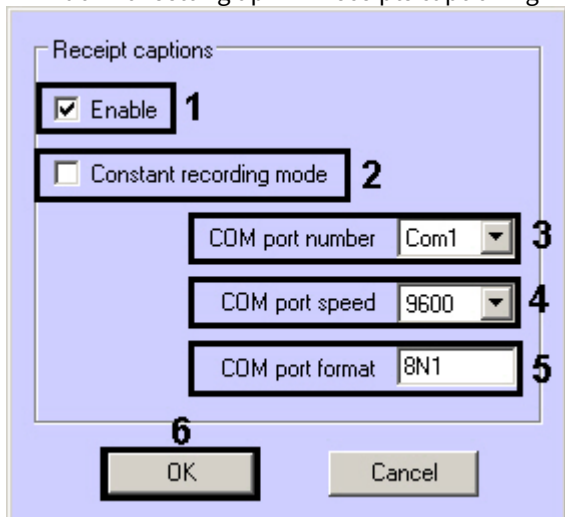 Receipt captions
Enable 1
Constant recording mode 2
COM port number Com1 3
COM port speed 9600 4
COM port format 8N1 5
6
OK Cancel